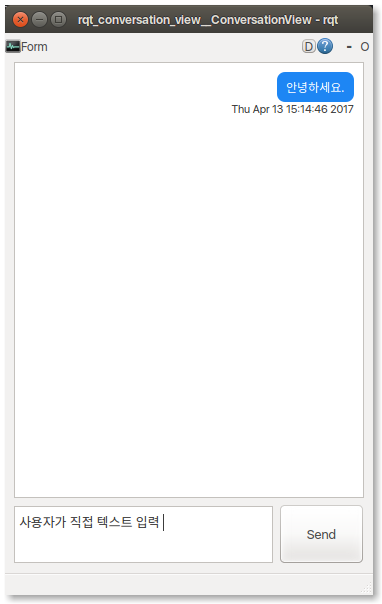 rqt_conversation_view__ConversationView - rqt
Form D ? - O
안녕하세요.
Thu Apr 13 15:14:46 2017
사용자가 직접 텍스트 입력
Send